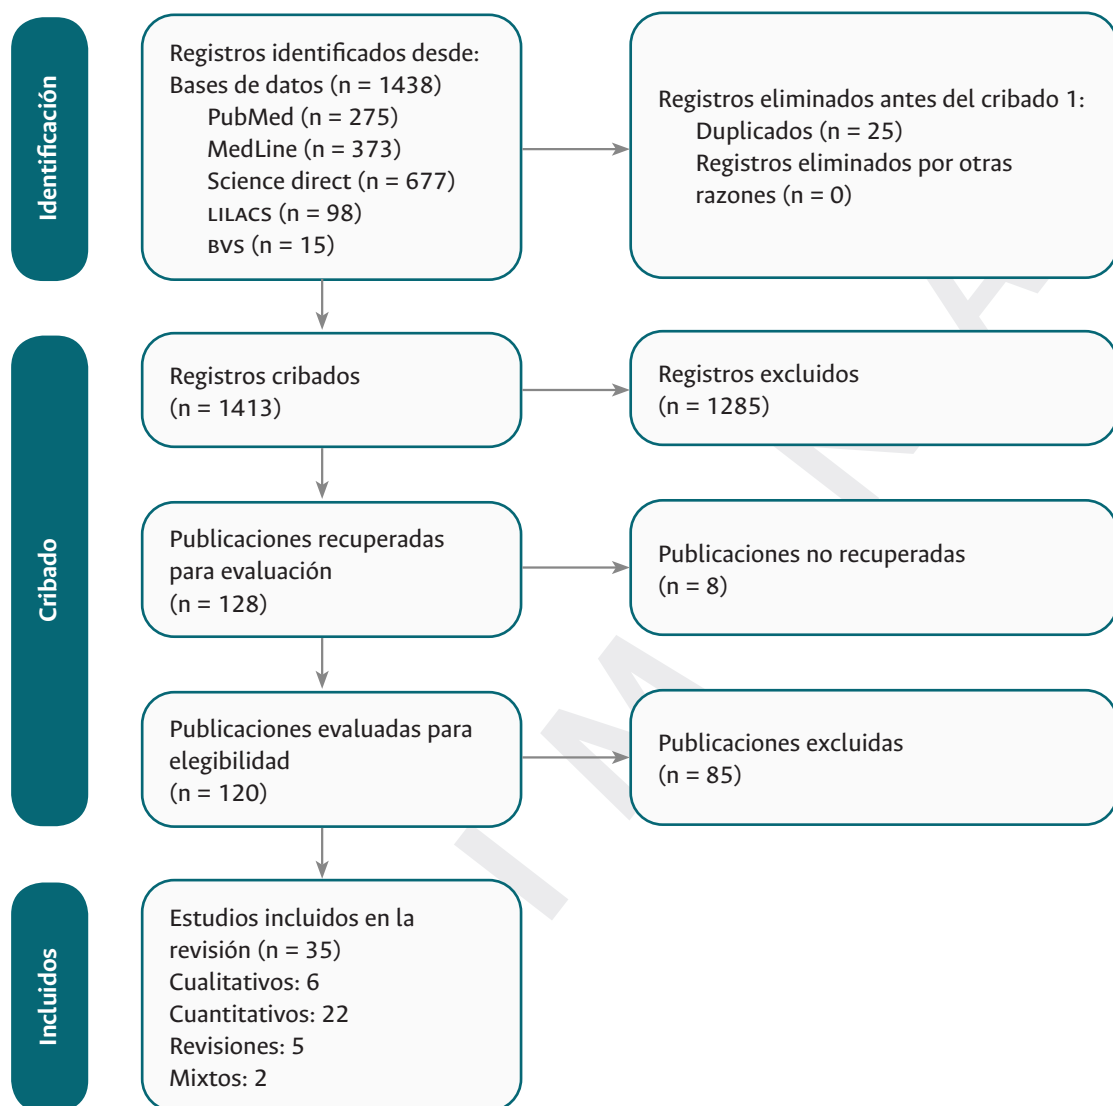 Identificación
Registros identificados desde:
Bases de datos (n = 1438)
PubMed (n = 275)
MedLine (n = 373)
Science direct (n = 677)
LILACS (n = 98)
BVS (n = 15)
Registros eliminados antes del cribado 1:
Duplicados (n = 25)
Registros eliminados por otras
razones (n = 0)
Cribado
Registros cribados
(n = 1413)
Registros excluidos
(n = 1285)
Publicaciones recuperadas
para evaluación
(n = 128)
Publicaciones no recuperadas
(n = 8)
Publicaciones evaluadas para
elegibilidad
(n = 120)
Publicaciones excluidas
(n = 85)
Incluidos
Estudios incluidos en la
revisión (n = 35)
Cualitativos: 6
Cuantitativos: 22
Revisiones: 5
Mixtos: 2